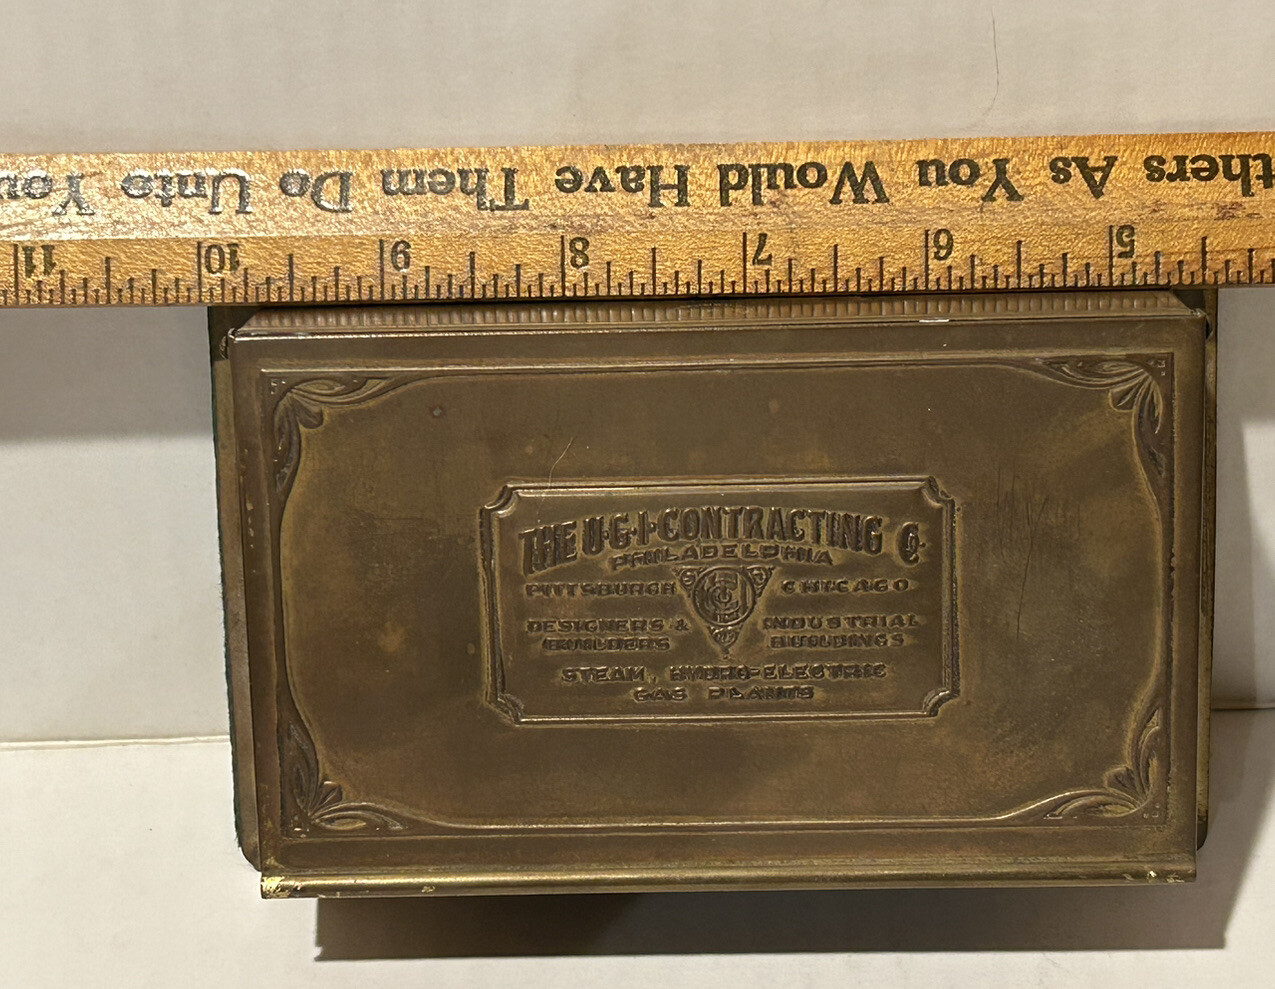 thers As You Would Have Them Do Unto You
11 10 9 8 7 6 5
THE U·G·I·CONTRACTING Co.
PHILADELPHIA
PITTSBURGH CHICAGO
DESIGNERS & INDUSTRIAL
BUILDERS BUILDINGS
STEAM, HYDRO-ELECTRIC
GAS PLANTS